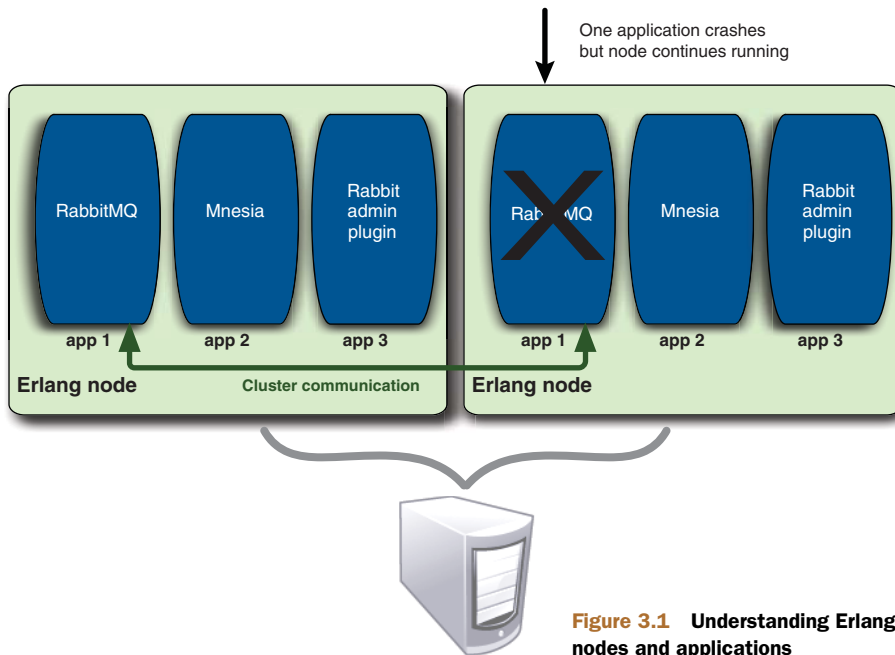 One application crashes
but node continues running
RabbitMQ
Mnesia
Rabbit
admin
plugin
RabbitMQ
Mnesia
Rabbit
admin
plugin
app 1
app 2
app 3
app 1
app 2
app 3
Erlang node
Cluster communication
Erlang node
Figure 3.1 Understanding Erlang
nodes and applications